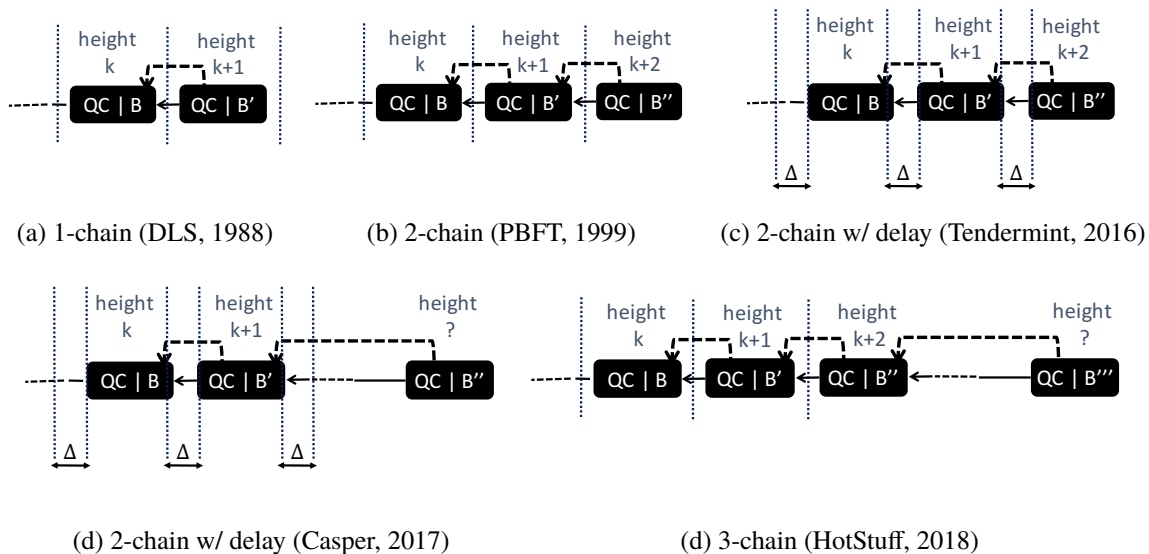 height
k
height
k+1
QC | B
QC | B'
(a) 1-chain (DLS, 1988)
height
k
height
k+1
height
k+2
QC | B
QC | B'
QC | B''
(b) 2-chain (PBFT, 1999)
height
k
height
k+1
height
k+2
QC | B
QC | B'
QC | B''
Δ
Δ
Δ
(c) 2-chain w/ delay (Tendermint, 2016)
height
k
height
k+1
height
?
QC | B
QC | B'
QC | B''
Δ
Δ
Δ
(d) 2-chain w/ delay (Casper, 2017)
height
k
height
k+1
height
k+2
height
?
QC | B
QC | B'
QC | B''
QC | B'''
(d) 3-chain (HotStuff, 2018)